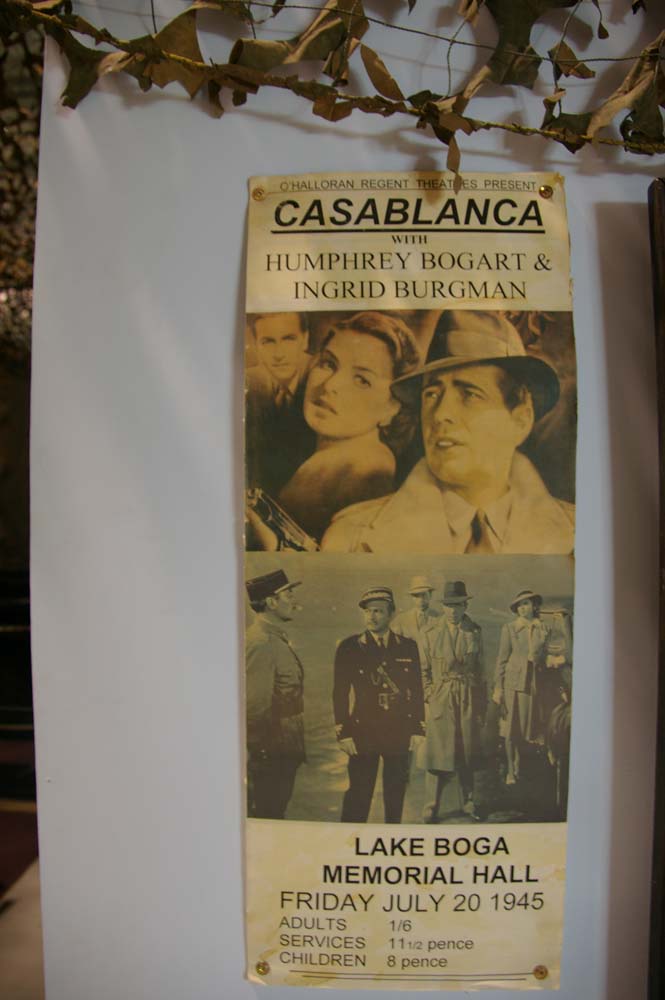 O'HALLORAN REGENT THEATRES PRESENT
CASABLANCA
WITH
HUMPHREY BOGART &
INGRID BURGMAN
LAKE BOGA
MEMORIAL HALL
FRIDAY JULY 20 1945
ADULTS 1/6
SERVICES 11 1/2 pence
CHILDREN 8 pence